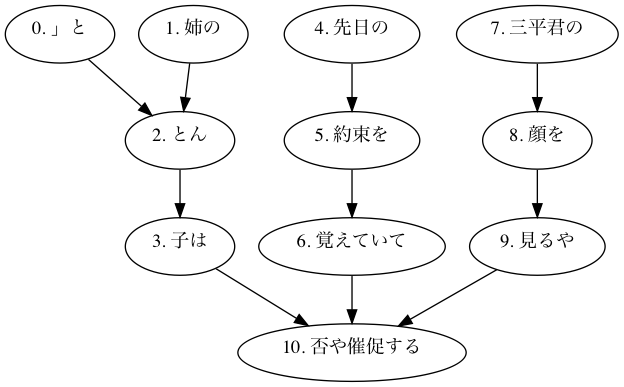 0. 」と
1. 姉の
4. 先日の
7. 三平君の
2. とん
5. 約束を
8. 顔を
3. 子は
6. 覚えていて
9. 見るや
10. 否や催促する